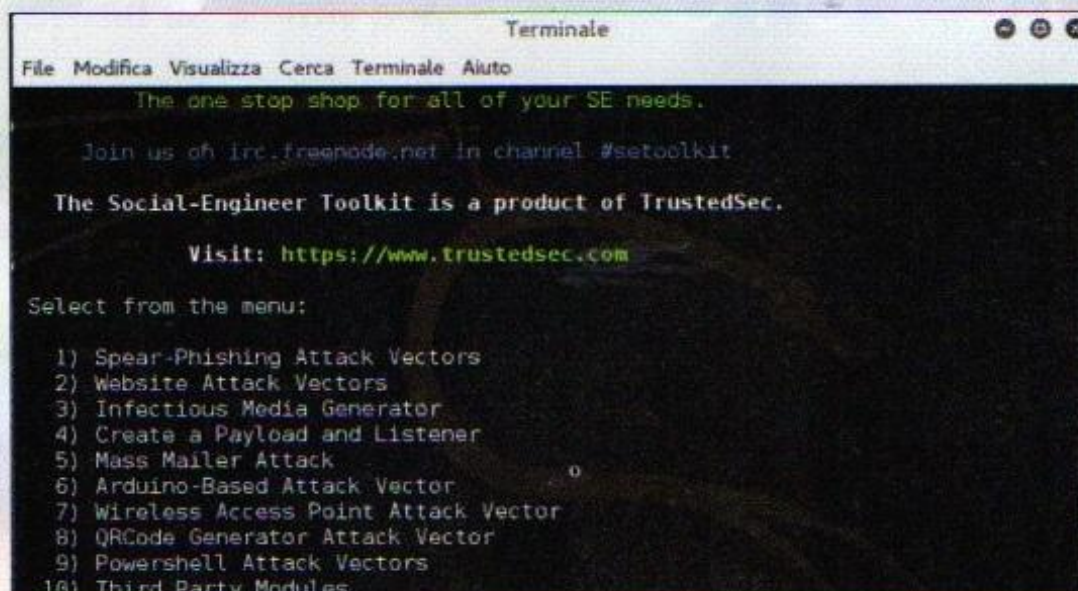 Terminale
File Modifica Visualizza Cerca Terminale Aiuto
The one stop shop for all of your SE needs.
Join us on irc.freenode.net in channel #setoolkit
The Social-Engineer Toolkit is a product of TrustedSec.
Visit: https://www.trustedsec.com
Select from the menu:
1) Spear-Phishing Attack Vectors
2) Website Attack Vectors
3) Infectious Media Generator
4) Create a Payload and Listener
5) Mass Mailer Attack
6) Arduino-Based Attack Vector
7) Wireless Access Point Attack Vector
8) QRCode Generator Attack Vector
9) Powershell Attack Vectors
10) Third Party Modules